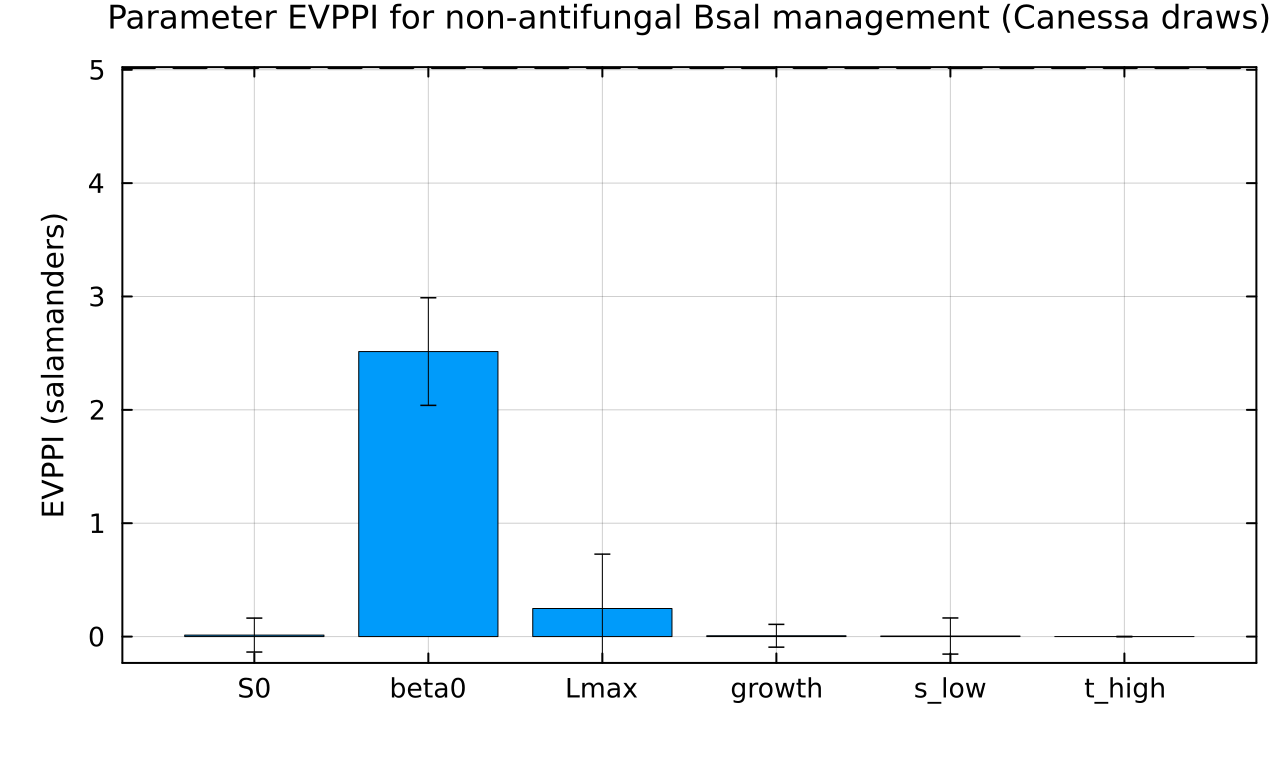 Parameter EVPPI for non-antifungal Bsal management (Canessa draws)
EVPPI (salamanders)
5
4
3
2
1
0
S0 beta0 Lmax growth s_low t_high